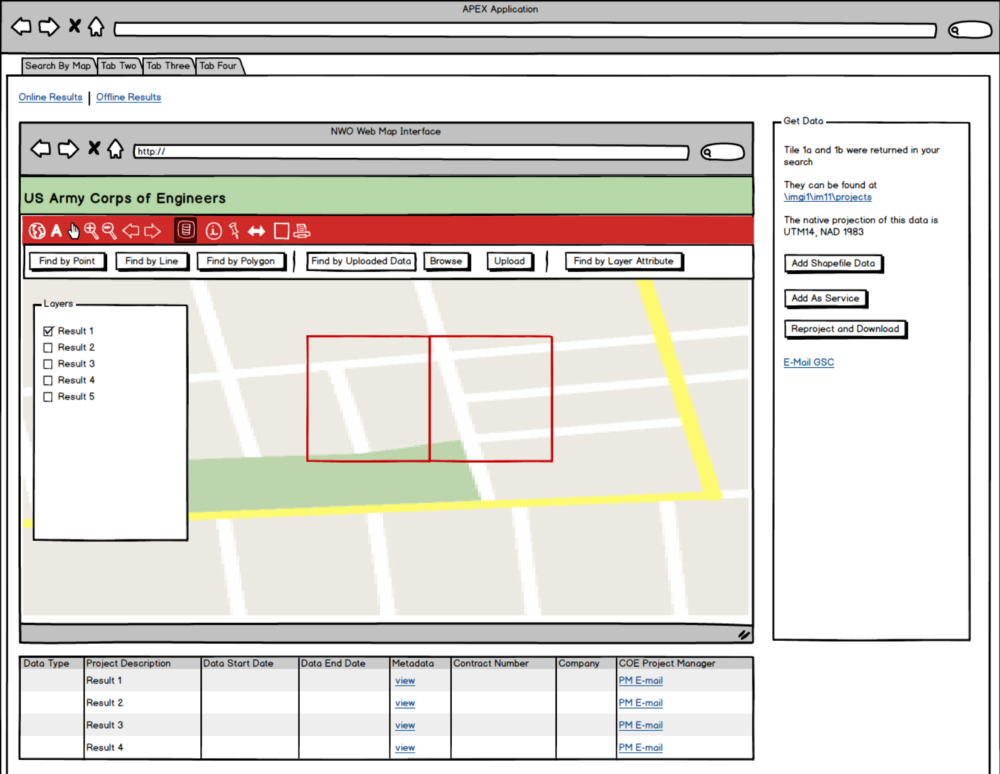 APEX Application
Search By Map Tab Two Tab Three Tab Four
Online Results | Offline Results
NWO Web Map Interface
http://
US Army Corps of Engineers
A
Find by Point Find by Line Find by Polygon Find by Uploaded Data Browse Upload Find by Layer Attribute
Layers
Result 1
Result 2
Result 3
Result 4
Result 5
Get Data
Tile 1a and 1b were returned in your
search
They can be found at
\imgi1\im11\projects
The native projection of this data is
UTM14, NAD 1983
Add Shapefile Data
Add As Service
Reproject and Download
E-Mail GSC
Data Type Project Description Data Start Date Data End Date Metadata Contract Number Company COE Project Manager
Result 1 view PM E-mail
Result 2 view PM E-mail
Result 3 view PM E-mail
Result 4 view PM E-mail